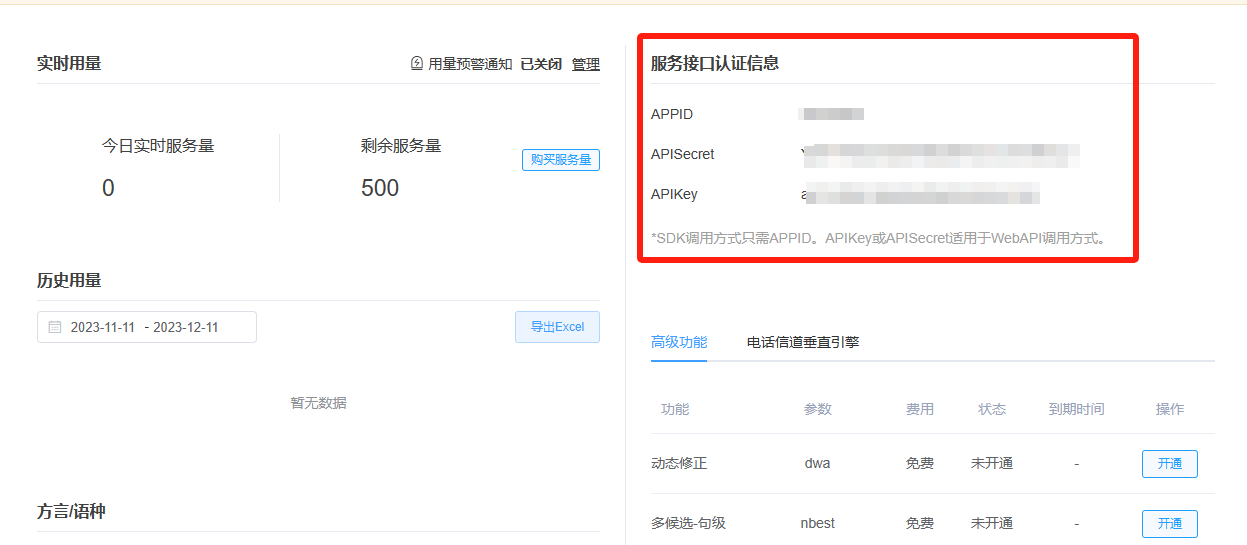 实时用量
用量预警通知 已关闭 管理
今日实时服务量
0
剩余服务量
500
购买服务量
历史用量
2023-11-11 - 2023-12-11
导出Excel
暂无数据
方言/语种
服务接口认证信息
APPID
APISecret
APIKey
*SDK调用方式只需APPID。APIKey或APISecret适用于WebAPI调用方式。
高级功能 电话信道垂直引擎
功能 参数 费用 状态 到期时间 操作
动态修正 dwa 免费 未开通 - 开通
多候选-句级 nbest 免费 未开通 - 开通